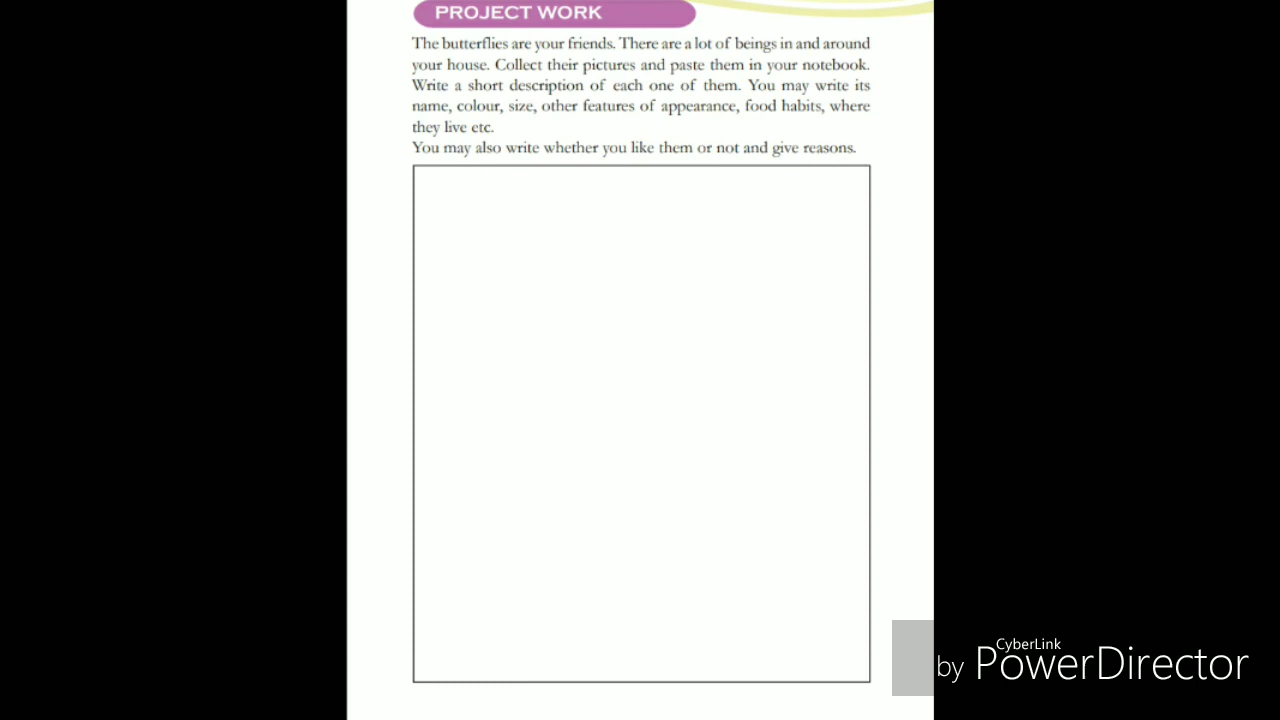 PROJECT WORK
The butterflies are your friends. There are a lot of beings in and around
your house. Collect their pictures and paste them in your notebook.
Write a short description of each one of them. You may write its
name, colour, size, other features of appearance, food habits, where
they live etc.
You may also write whether you like them or not and give reasons.
CyberLink
by PowerDirector